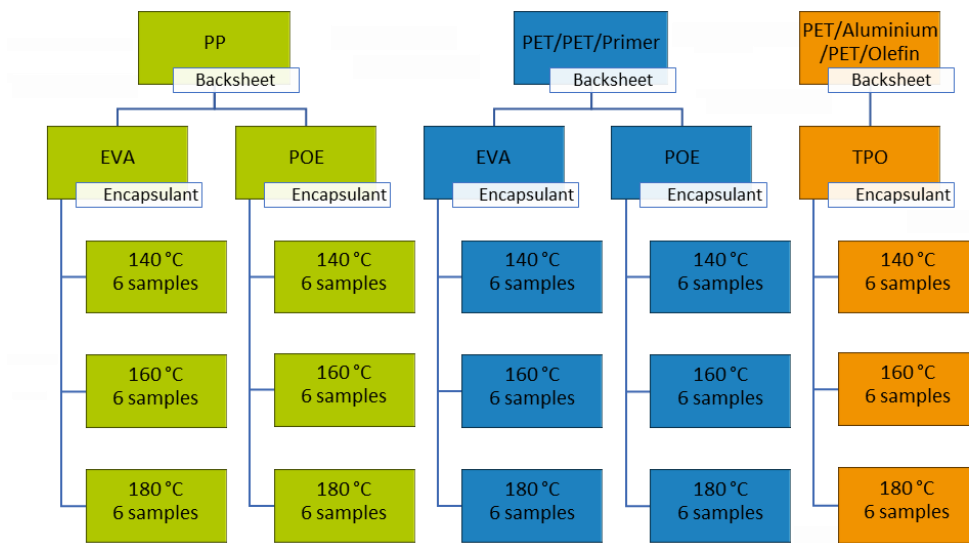 PP
Backsheet
PET/PET/Primer
Backsheet
PET/Aluminium
/PET/Olefin
Backsheet
EVA
Encapsulant
POE
Encapsulant
EVA
Encapsulant
POE
Encapsulant
TPO
Encapsulant
140 °C
6 samples
140 °C
6 samples
140 °C
6 samples
140 °C
6 samples
140 °C
6 samples
160 °C
6 samples
160 °C
6 samples
160 °C
6 samples
160 °C
6 samples
160 °C
6 samples
180 °C
6 samples
180 °C
6 samples
180 °C
6 samples
180 °C
6 samples
180 °C
6 samples